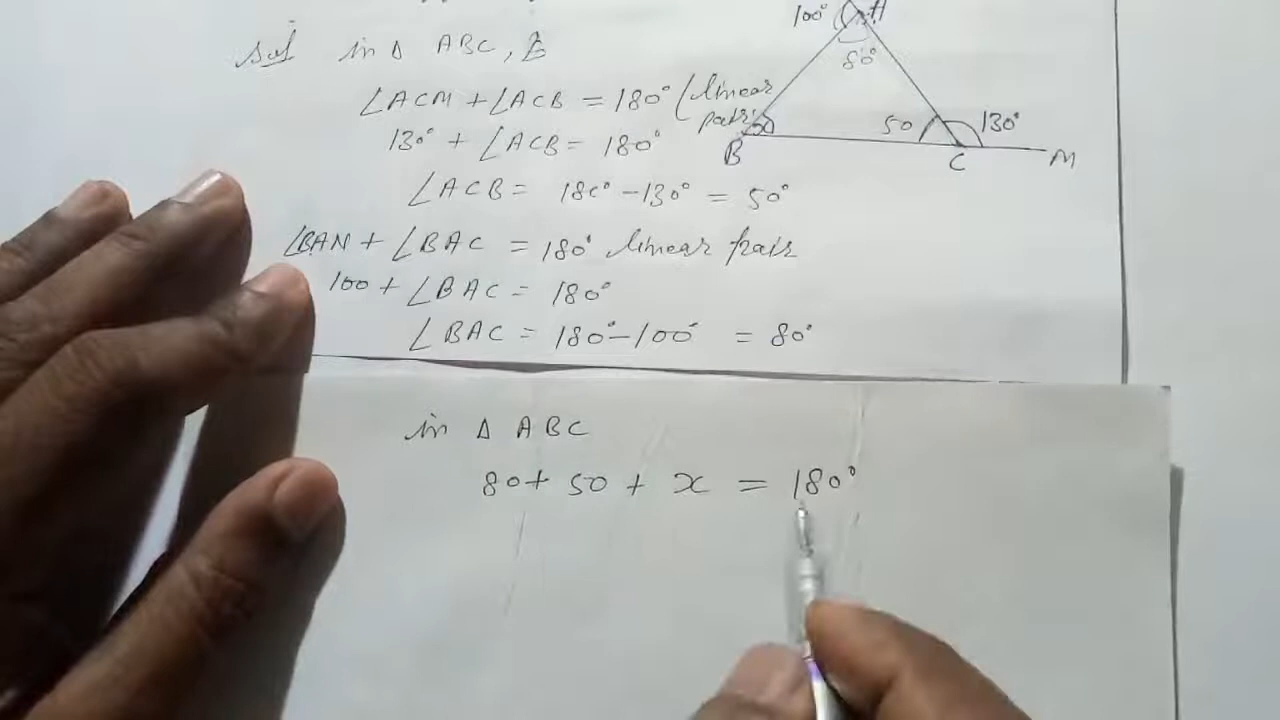 100° A
80°
Sol in Δ ABC,
∠ACM + ∠ACB = 180° (linear pair)
50 130°
B x C M
130° + ∠ACB = 180°
∠ACB = 180° - 130° = 50°
∠BAN + ∠BAC = 180° linear pair
100 + ∠BAC = 180°
∠BAC = 180° - 100° = 80°
in Δ ABC
80 + 50 + x = 180°